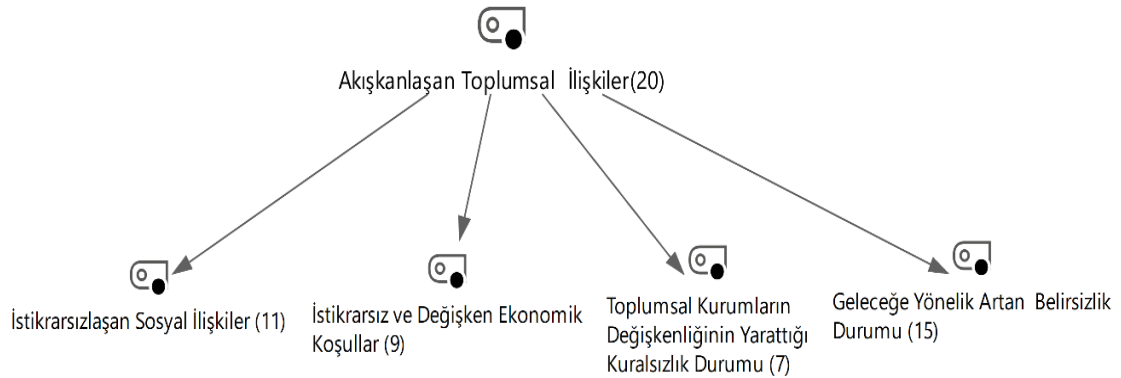 Akışkanlaşan Toplumsal İlişkiler(20)
İstikrarsızlaşan Sosyal İlişkiler (11)
İstikrarsız ve Değişken Ekonomik
Koşullar (9)
Toplumsal Kurumların
Değişkenliğinin Yarattığı
Kuralsızlık Durumu (7)
Geleceğe Yönelik Artan Belirsizlik
Durumu (15)